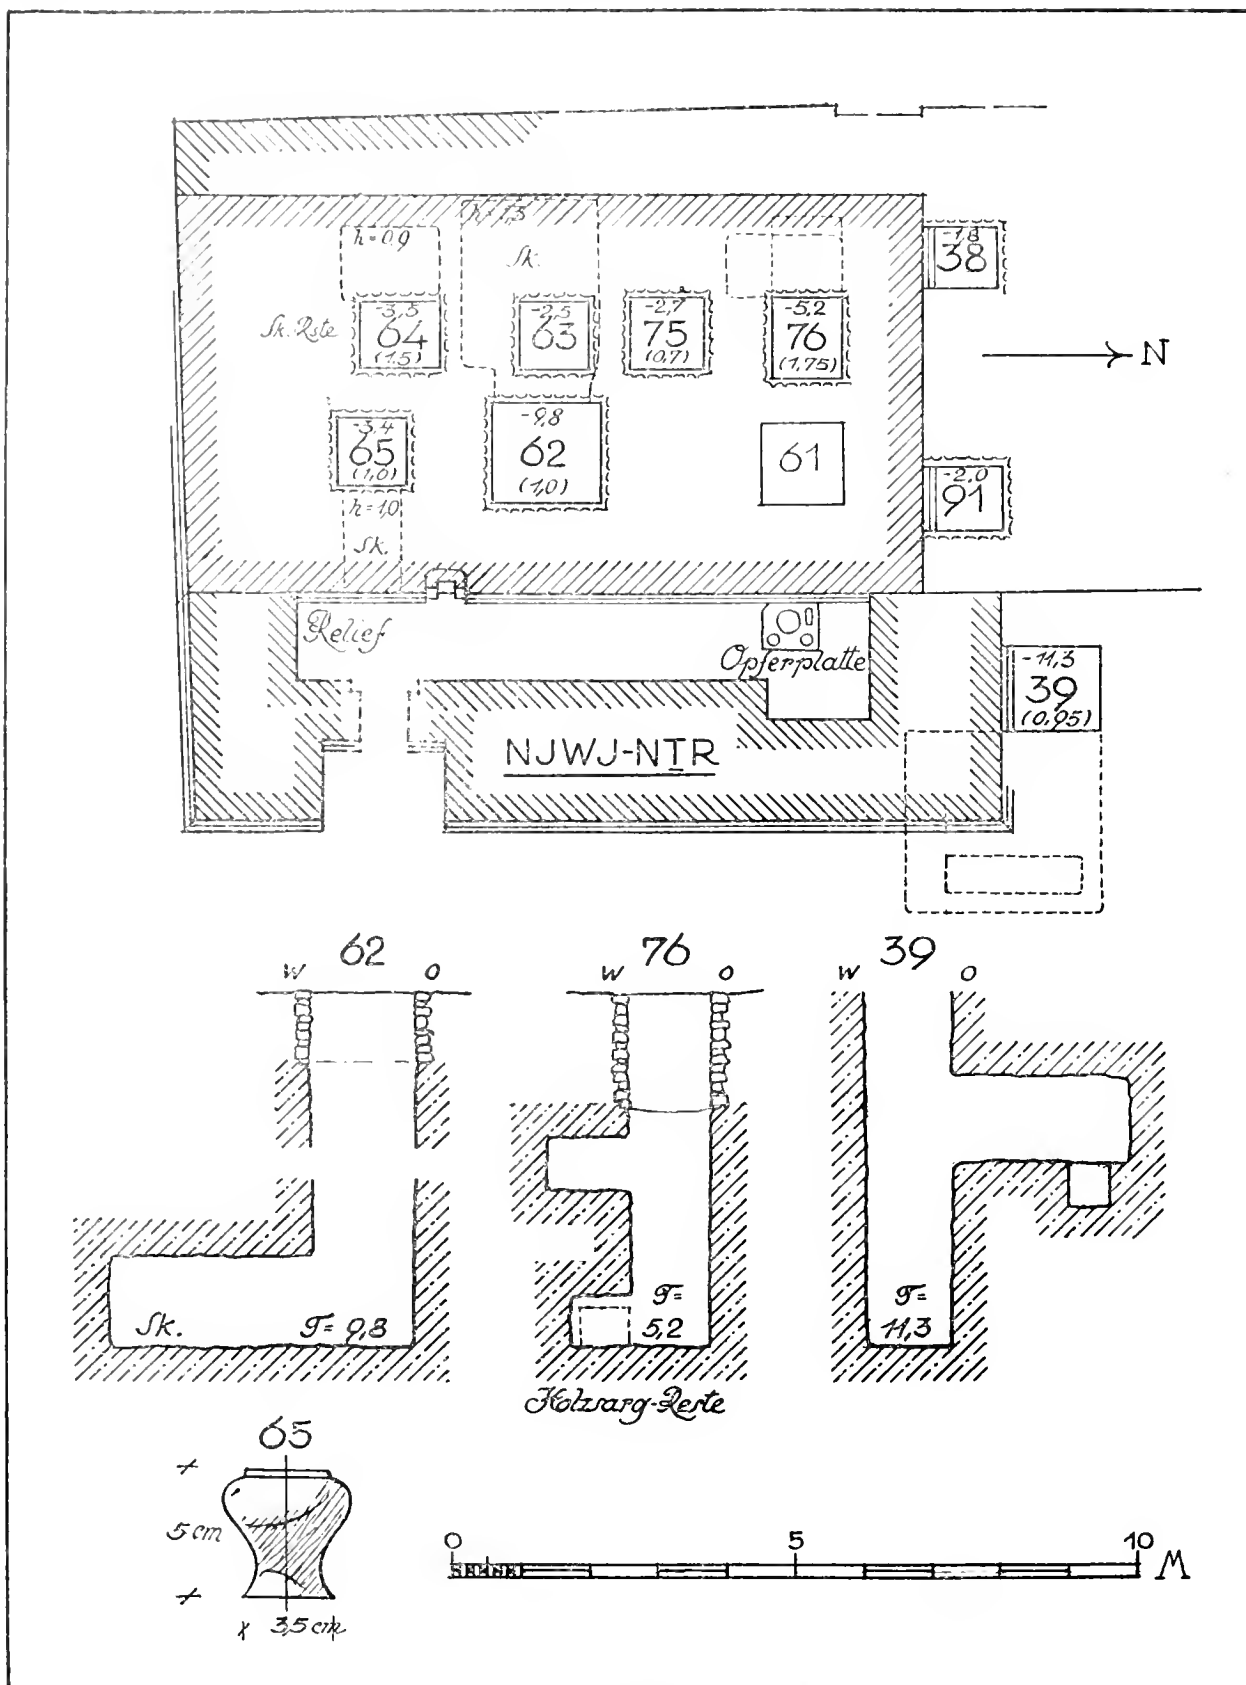 h=0,9
h=1,3
Sk.
-1,8
38
Sk. Rste
-3,5
64
(1,5)
-2,5
63
-2,7
75
(0,7)
-5,2
76
(1,75)
N
-3,4
65
(1,0)
-9,8
62
(1,0)
61
-2,0
91
h=1,0
Sk.
Relief
Opferplatte
-11,3
39
(0,95)
NJWJ-NṮR
62
W O
76
W O
39
W O
Sk.
T= 9,8
T=
5,2
T=
11,3
Holzsarg-Reste
65
5 cm
3,5 cm
0 5 10 M